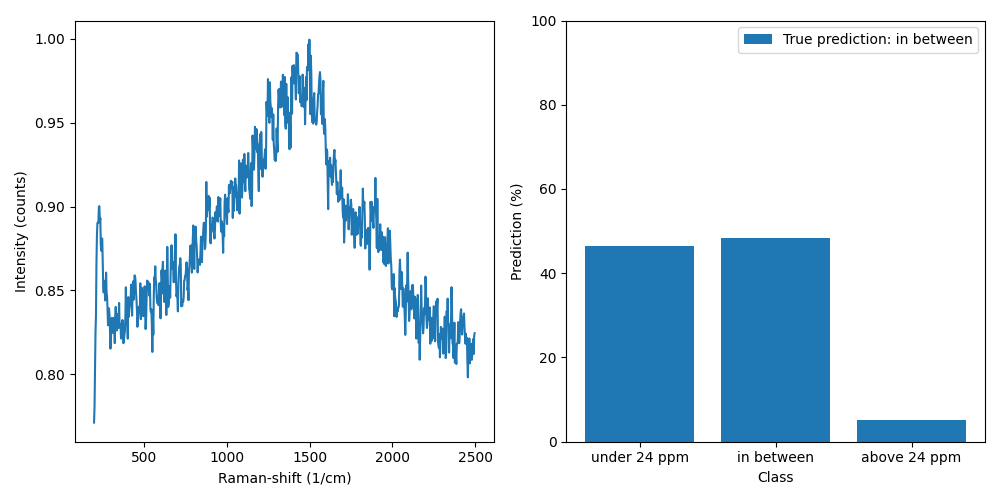 1.00
0.95
0.90
0.85
0.80
Intensity (counts)
500
1000
1500
2000
2500
Raman-shift (1/cm)
100
80
60
40
20
0
Prediction (%)
True prediction: in between
under 24 ppm
in between
above 24 ppm
Class